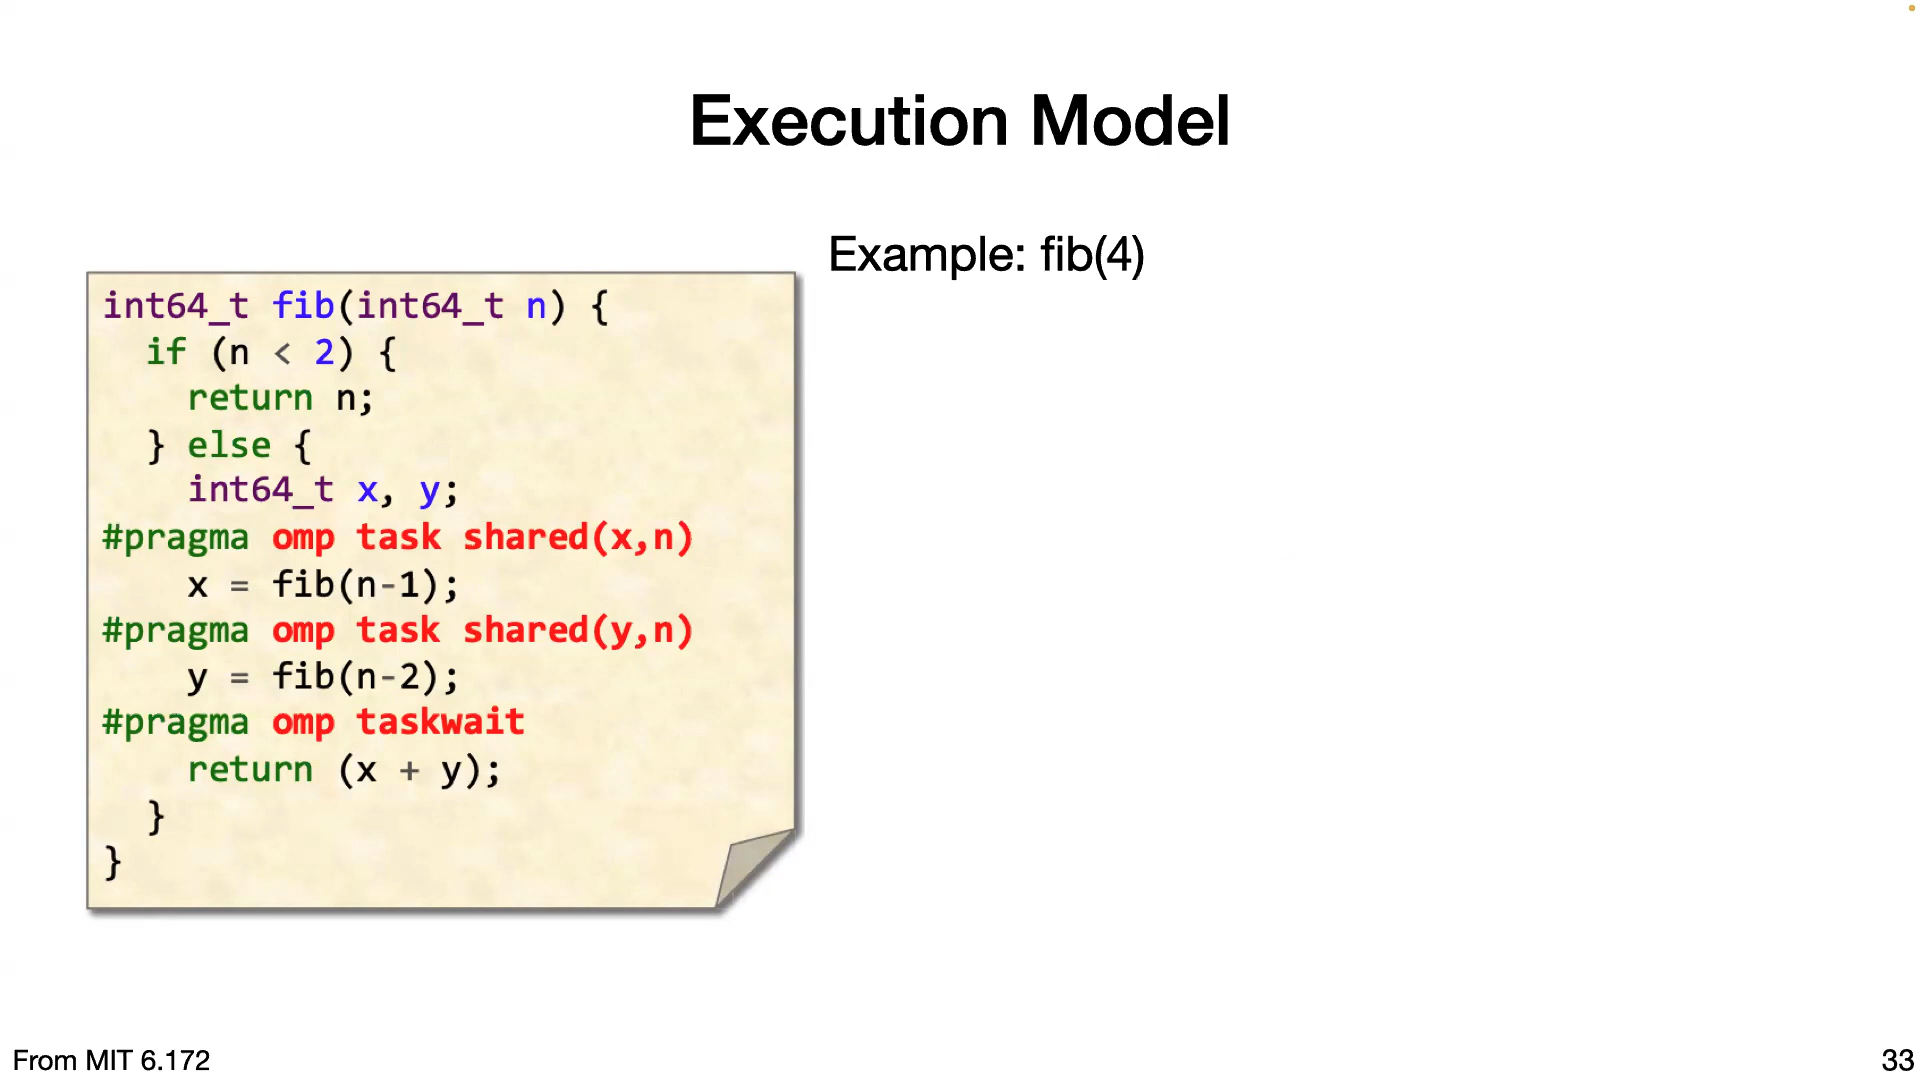 Execution Model
Example: fib(4)
int64_t fib(int64_t n) {
  if (n < 2) {
    return n;
  } else {
    int64_t x, y;
#pragma omp task shared(x,n)
    x = fib(n-1);
#pragma omp task shared(y,n)
    y = fib(n-2);
#pragma omp taskwait
    return (x + y);
  }
}
From MIT 6.172
33